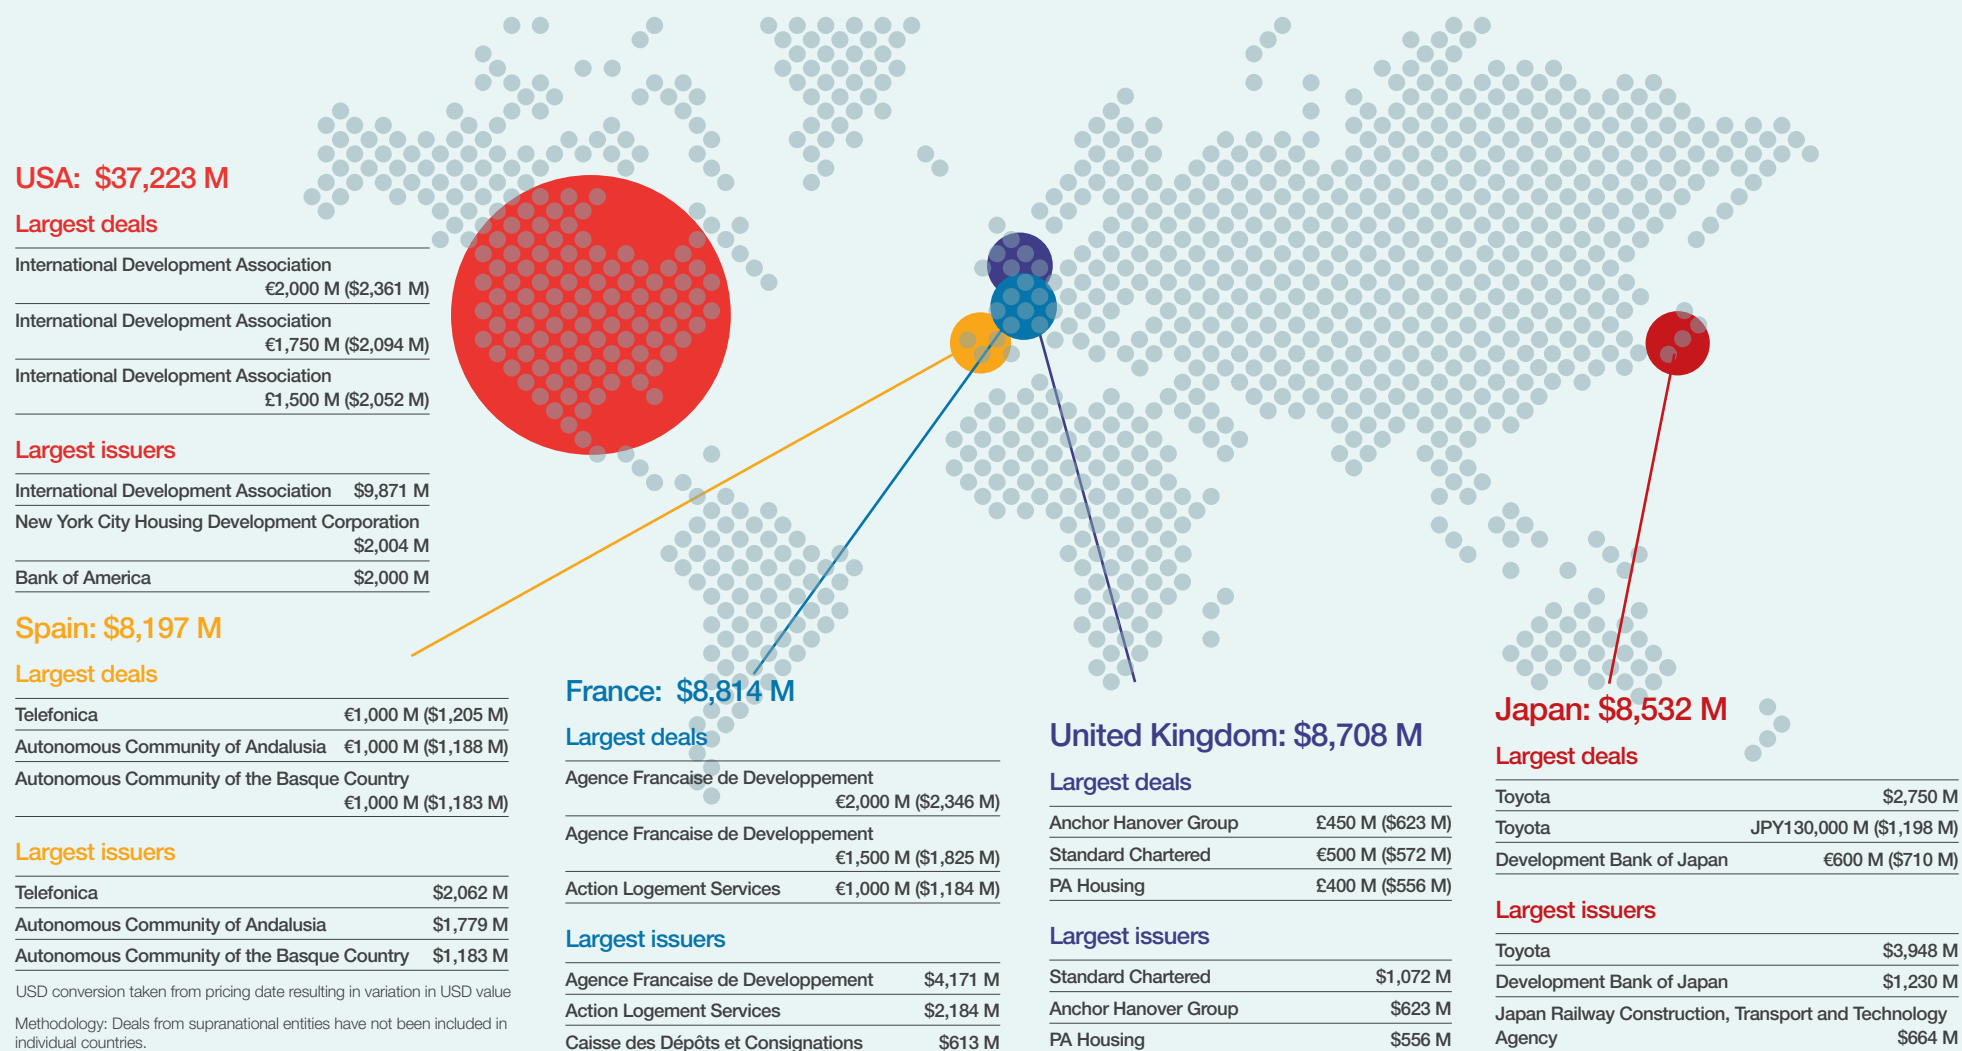 USA: $37,223 M
Largest deals
International Development Association
€2,000 M ($2,361 M)
International Development Association
€1,750 M ($2,094 M)
International Development Association
£1,500 M ($2,052 M)
Largest issuers
International Development Association $9,871 M
New York City Housing Development Corporation
$2,004 M
Bank of America $2,000 M
Spain: $8,197 M
Largest deals
Telefonica €1,000 M ($1,205 M)
Autonomous Community of Andalusia €1,000 M ($1,188 M)
Autonomous Community of the Basque Country
€1,000 M ($1,183 M)
Largest issuers
Telefonica $2,062 M
Autonomous Community of Andalusia $1,779 M
Autonomous Community of the Basque Country $1,183 M
USD conversion taken from pricing date resulting in variation in USD value
Methodology: Deals from supranational entities have not been included in
individual countries.
France: $8,814 M
Largest deals
Agence Francaise de Developpement
€2,000 M ($2,346 M)
Agence Francaise de Developpement
€1,500 M ($1,825 M)
Action Logement Services €1,000 M ($1,184 M)
Largest issuers
Agence Francaise de Developpement $4,171 M
Action Logement Services $2,184 M
Caisse des Dépôts et Consignations $613 M
United Kingdom: $8,708 M
Largest deals
Anchor Hanover Group £450 M ($623 M)
Standard Chartered €500 M ($572 M)
PA Housing £400 M ($556 M)
Largest issuers
Standard Chartered $1,072 M
Anchor Hanover Group $623 M
PA Housing $556 M
Japan: $8,532 M
Largest deals
Toyota $2,750 M
Toyota JPY130,000 M ($1,198 M)
Development Bank of Japan €600 M ($710 M)
Largest issuers
Toyota $3,948 M
Development Bank of Japan $1,230 M
Japan Railway Construction, Transport and Technology
Agency $664 M